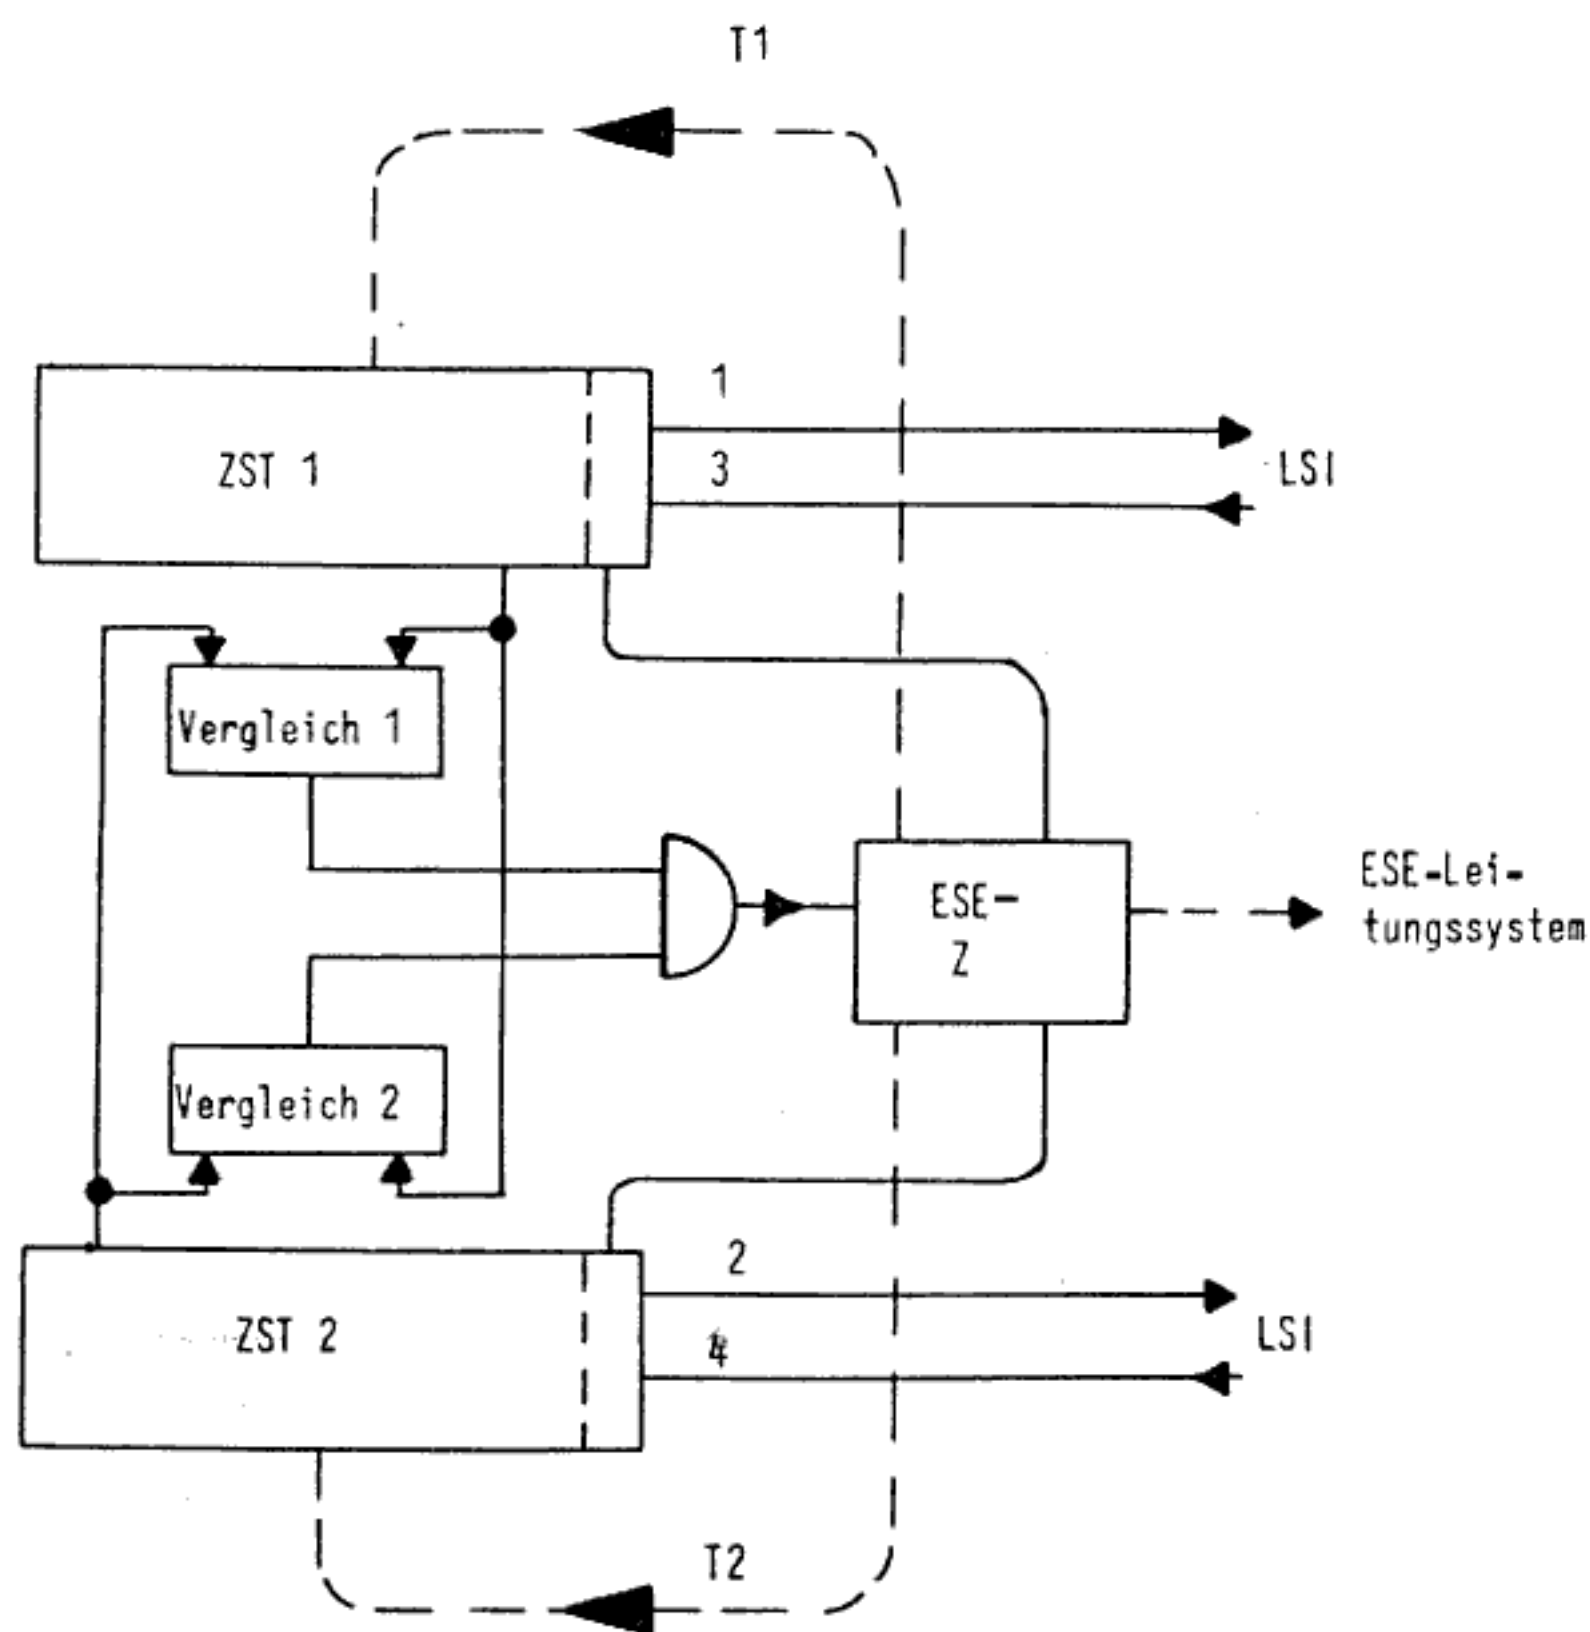 T1
1
ZST 1
3
LSI
Vergleich 1
ESE-
Z
ESE-Lei-
tungssystem
Vergleich 2
2
ZST 2
4
LSI
T2